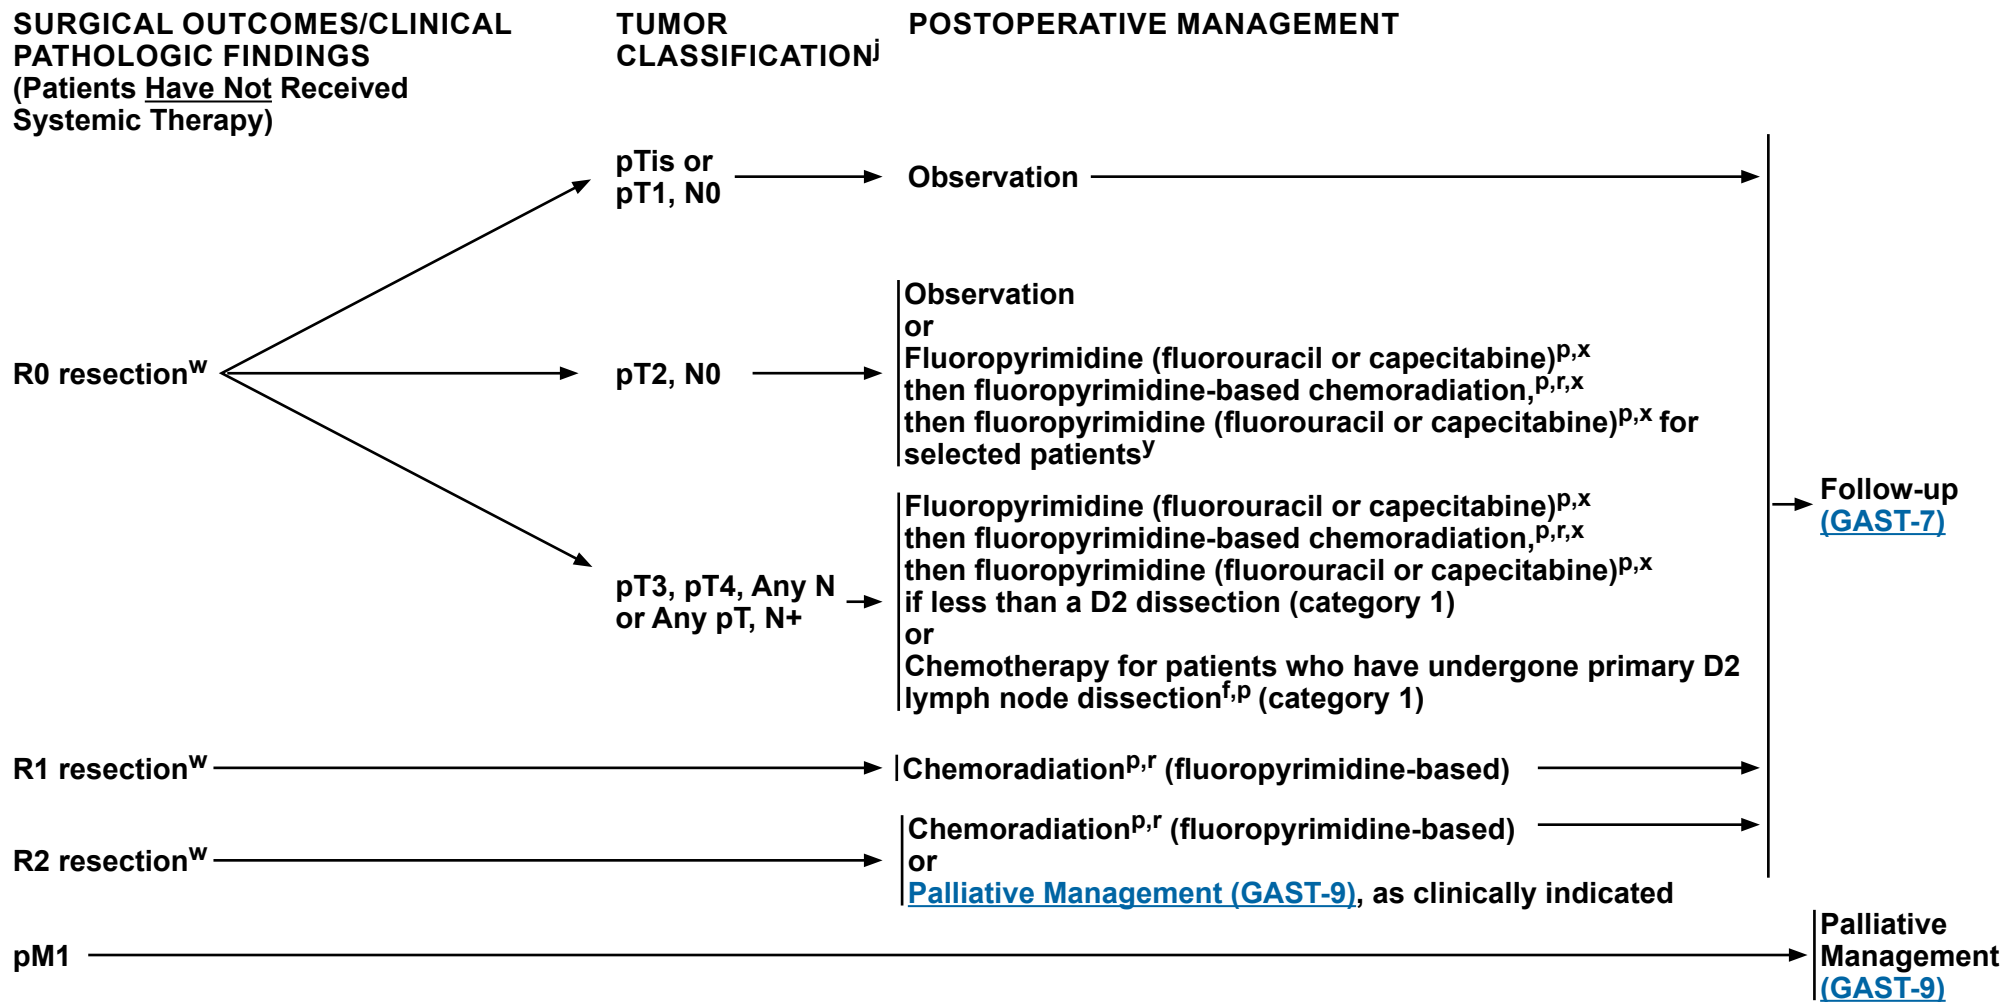 SURGICAL OUTCOMES/CLINICAL
PATHOLOGIC FINDINGS
(Patients Have Not Received
Systemic Therapy)
TUMOR
CLASSIFICATIONj
POSTOPERATIVE MANAGEMENT
R0 resectionw
pTis or
pT1, N0
Observation
pT2, N0
Observation
or
Fluoropyrimidine (fluorouracil or capecitabine)p,x
then fluoropyrimidine-based chemoradiation,p,r,x
then fluoropyrimidine (fluorouracil or capecitabine)p,x for
selected patientsy
pT3, pT4, Any N
or Any pT, N+
Fluoropyrimidine (fluorouracil or capecitabine)p,x
then fluoropyrimidine-based chemoradiation,p,r,x
then fluoropyrimidine (fluorouracil or capecitabine)p,x
if less than a D2 dissection (category 1)
or
Chemotherapy for patients who have undergone primary D2
lymph node dissectionf,p (category 1)
R1 resectionw
Chemoradiationp,r (fluoropyrimidine-based)
R2 resectionw
Chemoradiationp,r (fluoropyrimidine-based)
or
Palliative Management (GAST-9), as clinically indicated
Follow-up
(GAST-7)
pM1
Palliative
Management
(GAST-9)